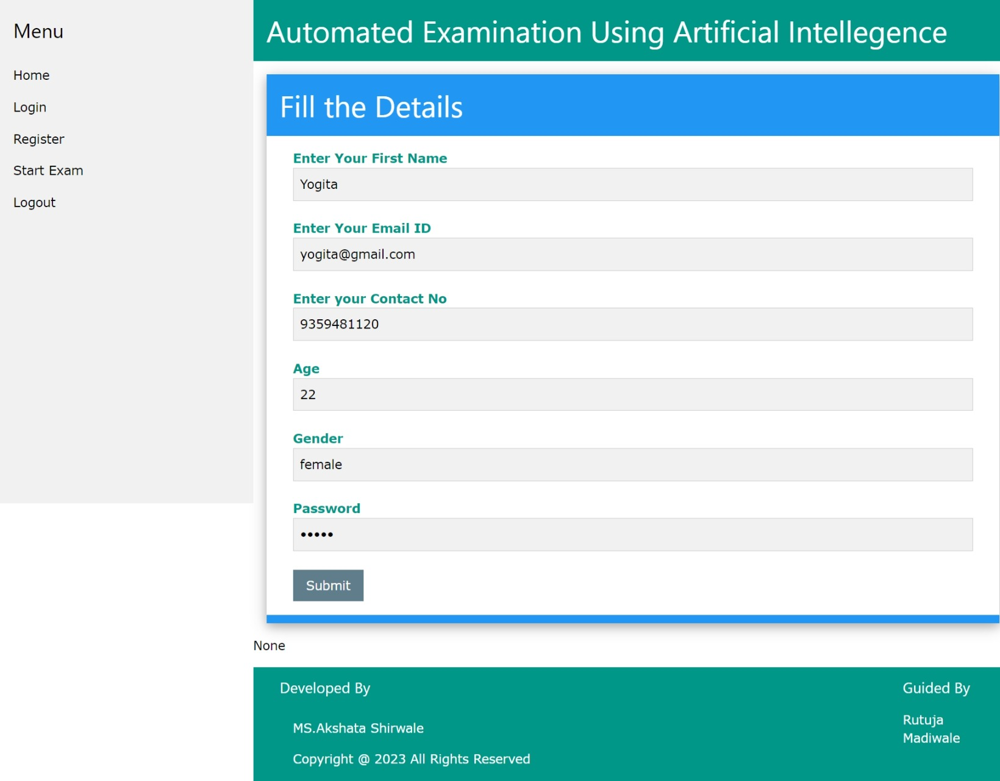 Menu
Home
Login
Register
Start Exam
Logout
Automated Examination Using Artificial Intellegence
Fill the Details
Enter Your First Name
Yogita
Enter Your Email ID
yogita@gmail.com
Enter your Contact No
9359481120
Age
22
Gender
female
Password
•••••
Submit
None
Developed By
MS.Akshata Shirwale
Copyright @ 2023 All Rights Reserved
Guided By
Rutuja
Madiwale